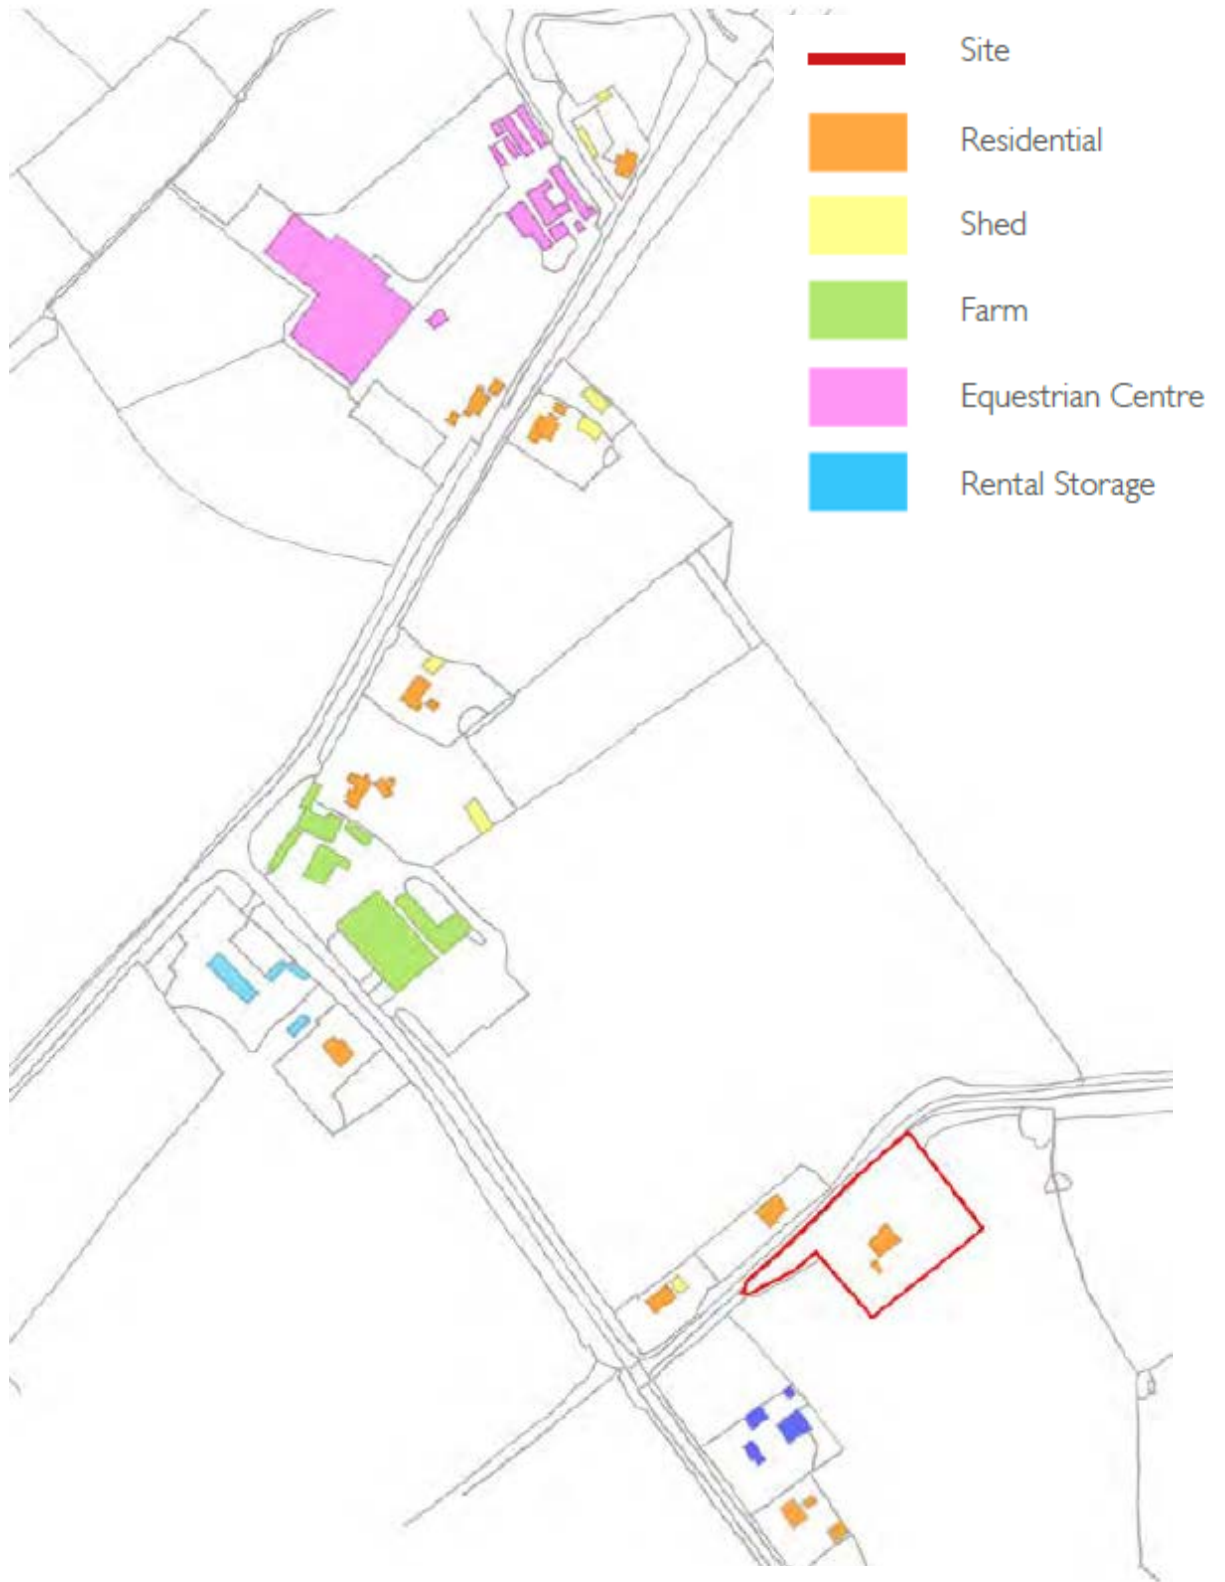 Site
Residential
Shed
Farm
Equestrian Centre
Rental Storage